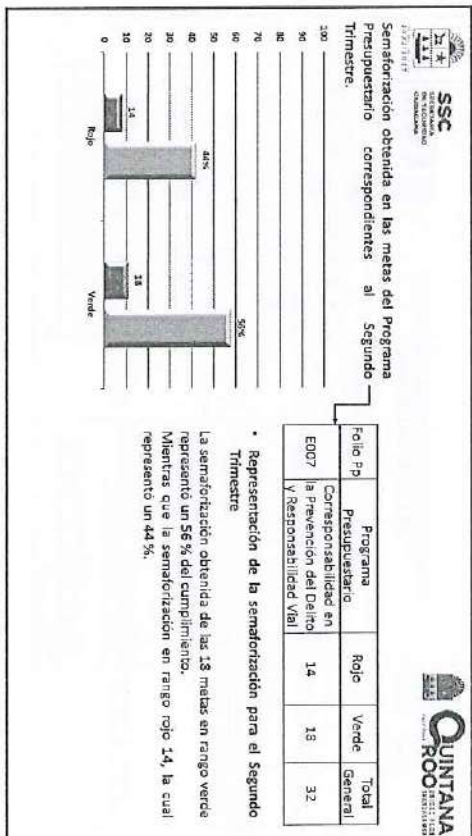 SSC
SECRETARÍA
DE SEGURIDAD
CIUDADANA
QUINTANA
ROO
Semaforización obtenida en las metas del Programa
Presupuestario correspondientes al Segundo
Trimestre.
Folio Pp
Programa
Presupuestario
Rojo
Verde
Total
General
E007
Corresponsabilidad en
la Prevención del Delito
y Responsabilidad Vial
14
18
32
100
90
80
70
60
50
40
30
20
10
0
14
44%
18
56%
Rojo
Verde
• Representación de la semaforización para el Segundo
Trimestre
La semaforización obtenida de las 18 metas en rango verde
representó un 56 % del cumplimiento.
Mientras que la semaforización en rango rojo 14, la cual
representó un 44 %.